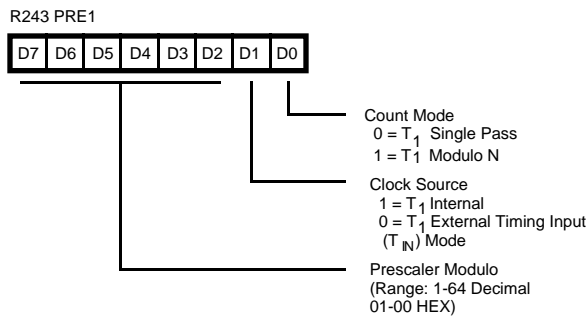 R243 PRE1
D7 D6 D5 D4 D3 D2 D1 D0
Count Mode
0 = T1 Single Pass
1 = T1 Modulo N
Clock Source
1 = T1 Internal
0 = T1 External Timing Input
(TIN) Mode
Prescaler Modulo
(Range: 1-64 Decimal
01-00 HEX)